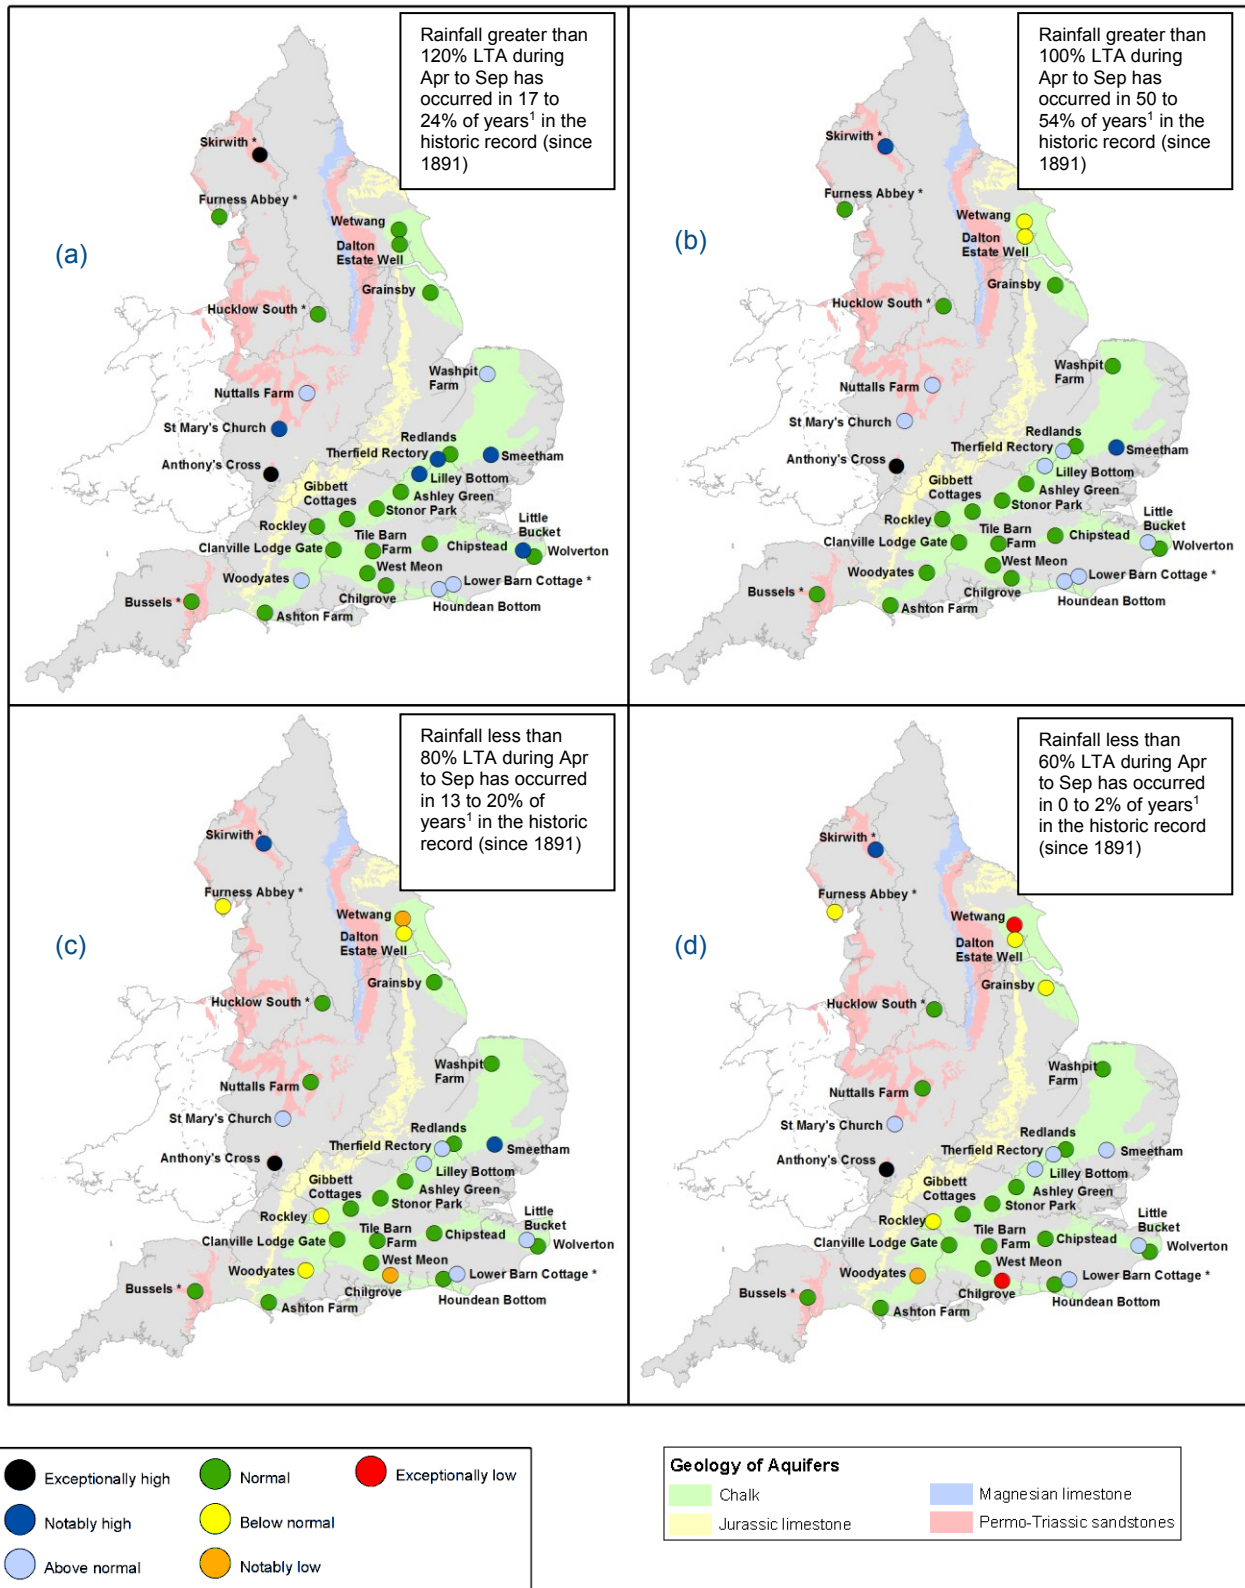 Rainfall greater than
120% LTA during
Apr to Sep has
occurred in 17 to
24% of years1 in the
historic record (since
1891)
(a)
Skirwith *
Furness Abbey *
Wetwang
Dalton
Estate Well
Grainsby
Hucklow South *
Washpit
Farm
Nuttalls Farm
St Mary's Church
Redlands
Therfield Rectory
Smeetham
Anthony's Cross
Lilley Bottom
Gibbett
Cottages
Ashley Green
Stonor Park
Rockley
Little
Bucket
Tile Barn
Farm
Clanville Lodge Gate
Chipstead
Wolverton
West Meon
Woodyates
Lower Barn Cottage *
Chilgrove
Bussels *
Houndean Bottom
Ashton Farm
Rainfall greater than
100% LTA during
Apr to Sep has
occurred in 50 to
54% of years1 in the
historic record (since
1891)
(b)
Skirwith *
Furness Abbey *
Wetwang
Dalton
Estate Well
Grainsby
Hucklow South *
Washpit
Farm
Nuttalls Farm
St Mary's Church
Redlands
Therfield Rectory
Smeetham
Anthony's Cross
Lilley Bottom
Gibbett
Cottages
Ashley Green
Stonor Park
Rockley
Little
Bucket
Tile Barn
Farm
Clanville Lodge Gate
Chipstead
Wolverton
West Meon
Woodyates
Lower Barn Cottage *
Chilgrove
Bussels *
Houndean Bottom
Ashton Farm
Rainfall less than
80% LTA during Apr
to Sep has occurred
in 13 to 20% of
years1 in the historic
record (since 1891)
(c)
Skirwith *
Furness Abbey *
Wetwang
Dalton
Estate Well
Grainsby
Hucklow South *
Washpit
Farm
Nuttalls Farm
St Mary's Church
Redlands
Therfield Rectory
Smeetham
Anthony's Cross
Lilley Bottom
Gibbett
Cottages
Ashley Green
Stonor Park
Rockley
Little
Bucket
Tile Barn
Farm
Clanville Lodge Gate
Chipstead
Wolverton
West Meon
Woodyates
Lower Barn Cottage *
Chilgrove
Bussels *
Houndean Bottom
Ashton Farm
Rainfall less than
60% LTA during Apr
to Sep has occurred
in 0 to 2% of years1
in the historic record
(since 1891)
(d)
Skirwith *
Furness Abbey *
Wetwang
Dalton
Estate Well
Grainsby
Hucklow South *
Washpit
Farm
Nuttalls Farm
St Mary's Church
Redlands
Therfield Rectory
Smeetham
Anthony's Cross
Lilley Bottom
Gibbett
Cottages
Ashley Green
Stonor Park
Rockley
Little
Bucket
Tile Barn
Farm
Clanville Lodge Gate
Chipstead
Wolverton
West Meon
Woodyates
Lower Barn Cottage *
Chilgrove
Bussels *
Houndean Bottom
Ashton Farm
Exceptionally high
Normal
Exceptionally low
Notably high
Below normal
Above normal
Notably low
Geology of Aquifers
Chalk
Magnesian limestone
Jurassic limestone
Permo-Triassic sandstones